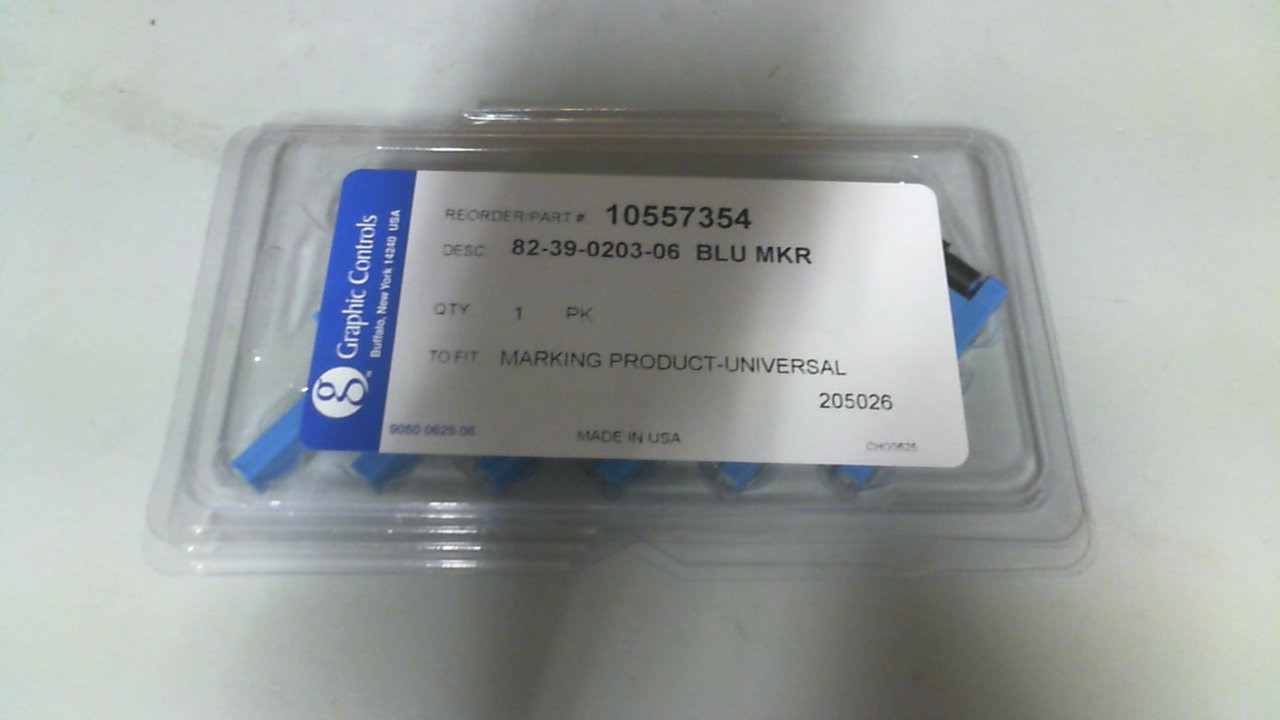 Graphic Controls
Buffalo, New York 14240 USA
REORDER/PART # 10557354
DESC. 82-39-0203-06 BLU MKR
QTY. 1 PK
TO FIT. MARKING PRODUCT-UNIVERSAL
205026
9050 0625 06 MADE IN USA